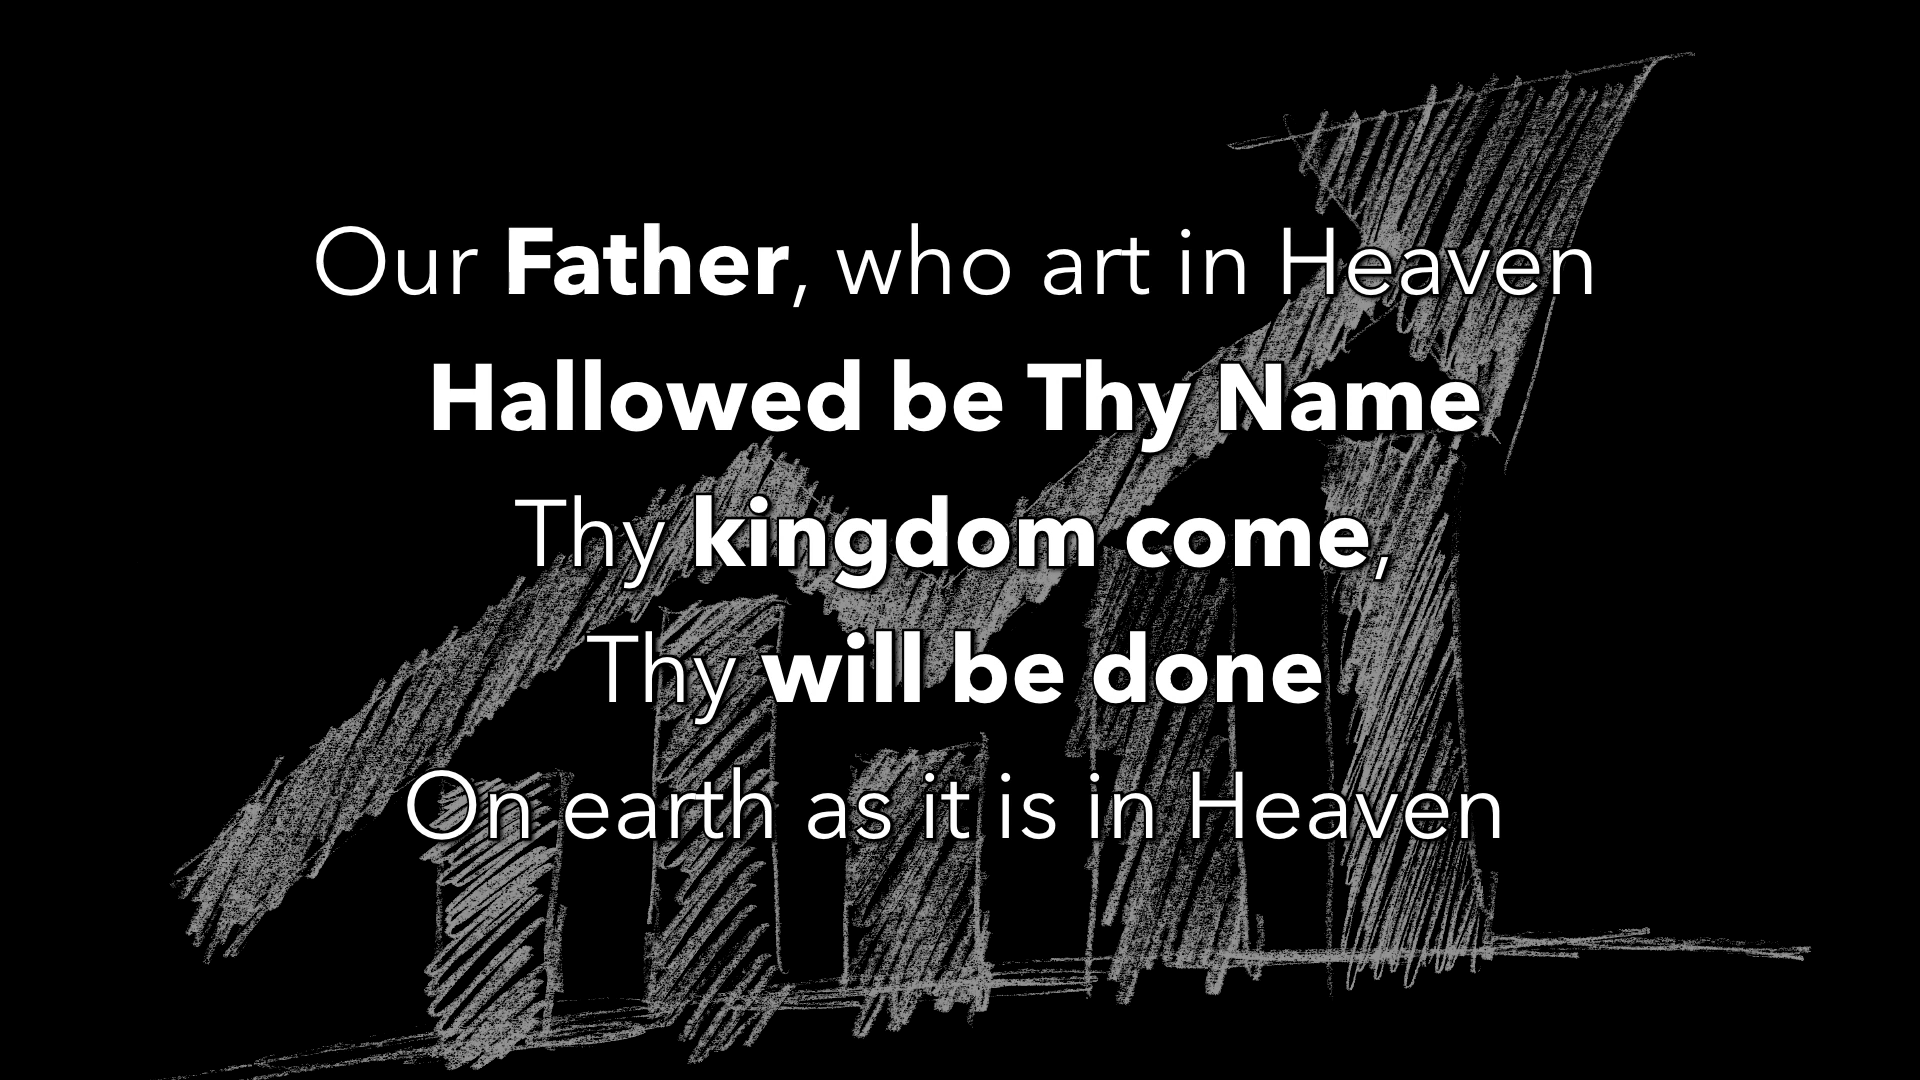 Our Father, who art in Heaven
Hallowed be Thy Name
Thy kingdom come,
Thy will be done
On earth as it is in Heaven